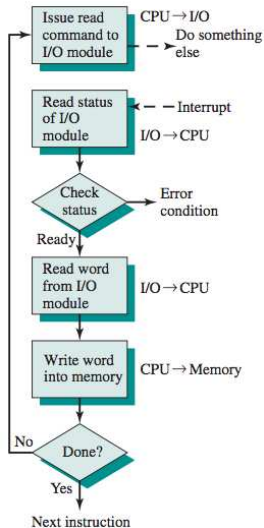 Issue read
command to
I/O module
CPU→I/O
Do something
else
Read status
of I/O
module
Interrupt
I/O→CPU
Check
status
Error
condition
Ready
Read word
from I/O
module
I/O→CPU
Write word
into memory
CPU→Memory
No
Done?
Yes
Next instruction